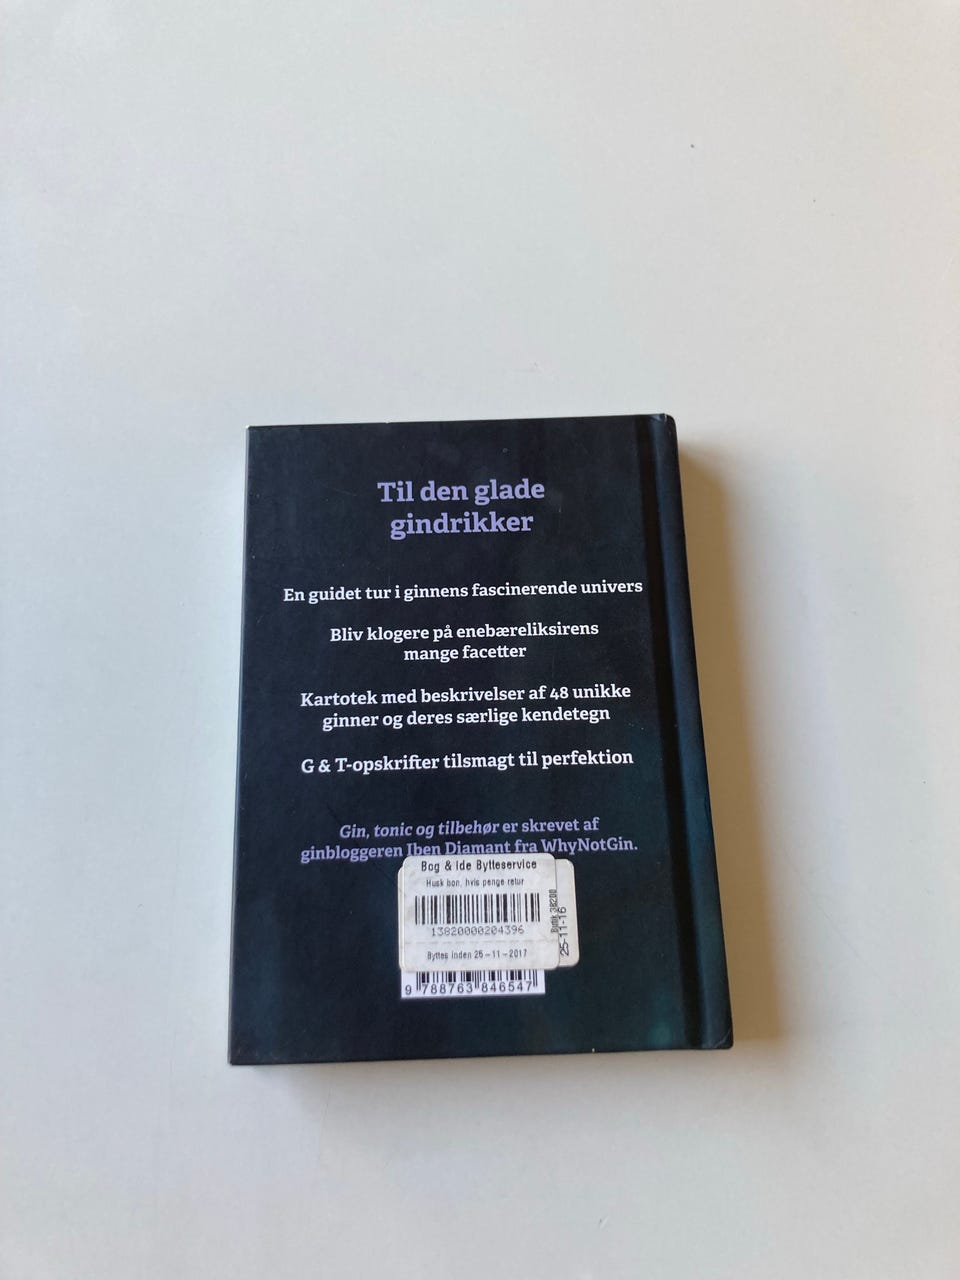 Til den glade
gindrikker
En guidet tur i ginnens fascinerende univers
Bliv klogere på enebæreliksirens
mange facetter
Kartotek med beskrivelser af 48 unikke
ginner og deres særlige kendetegn
G & T-opskrifter tilsmagt til perfektion
Gin, tonic og tilbehør er skrevet af
ginbloggeren Iben Diamant fra WhyNotGin.
Bog & ide Bytteservice
Husk bon, hvis penge retur
13820000204396
Byttes inden 25-11-2017
Butik 38200
25-11-16
9 788763 846547